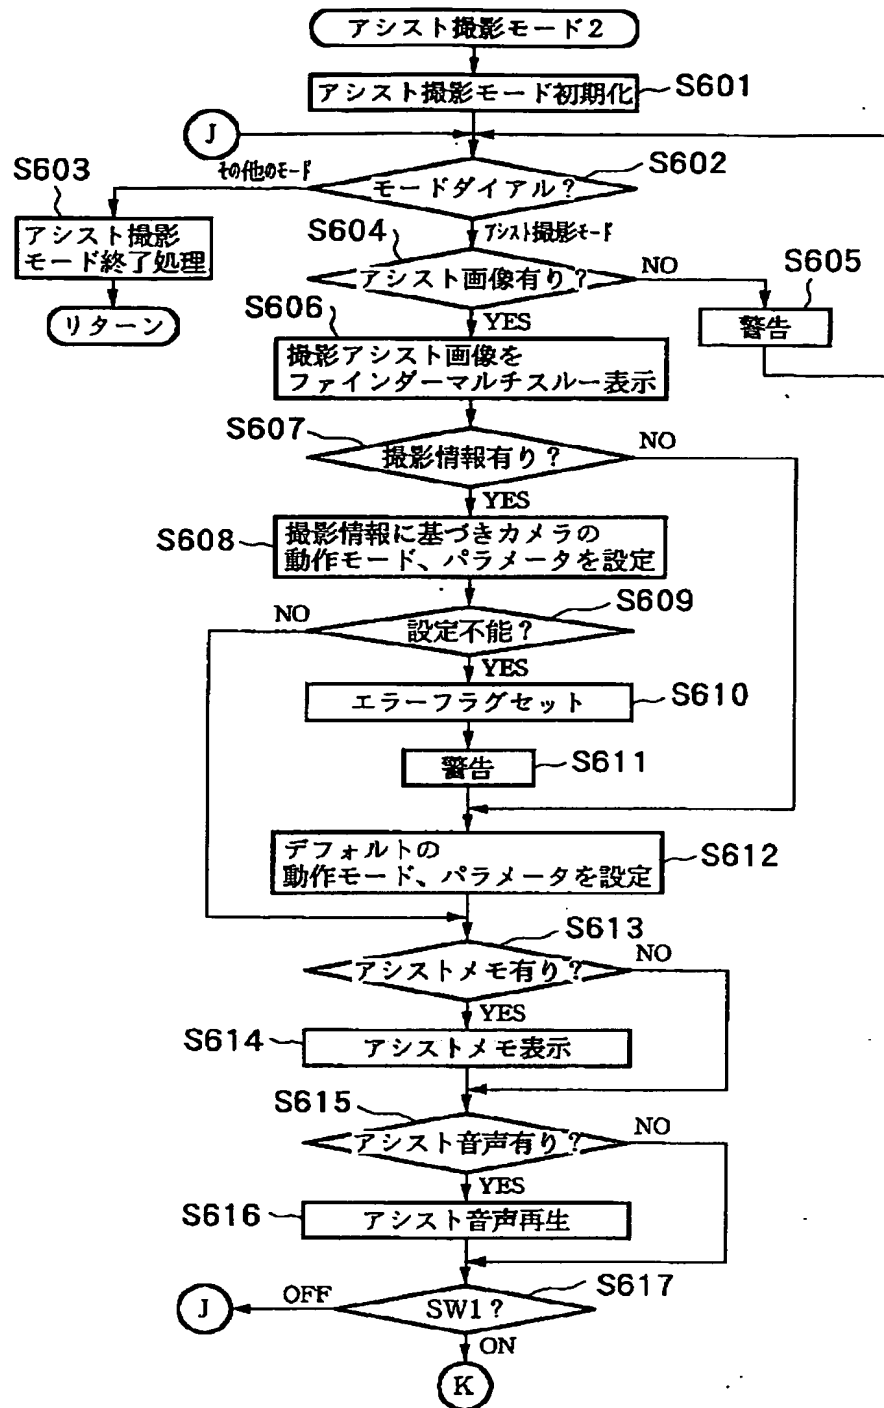 アシスト撮影モード2
アシスト撮影モード初期化
S601
J
S602
S603
その他のモード
モードダイアル?
アシスト撮影
モード終了処理
S604
アシスト撮影モード
アシスト画像有り?
NO
S605
リターン
S606
YES
警告
撮影アシスト画像を
ファインダーマルチスルー表示
S607
撮影情報有り?
NO
YES
S608
撮影情報に基づきカメラの
動作モード、パラメータを設定
S609
NO
設定不能?
YES
エラーフラグセット
S610
警告
S611
デフォルトの
動作モード、パラメータを設定
S612
S613
アシストメモ有り?
NO
YES
S614
アシストメモ表示
S615
アシスト音声有り?
NO
YES
S616
アシスト音声再生
S617
J
OFF
SW1?
ON
K